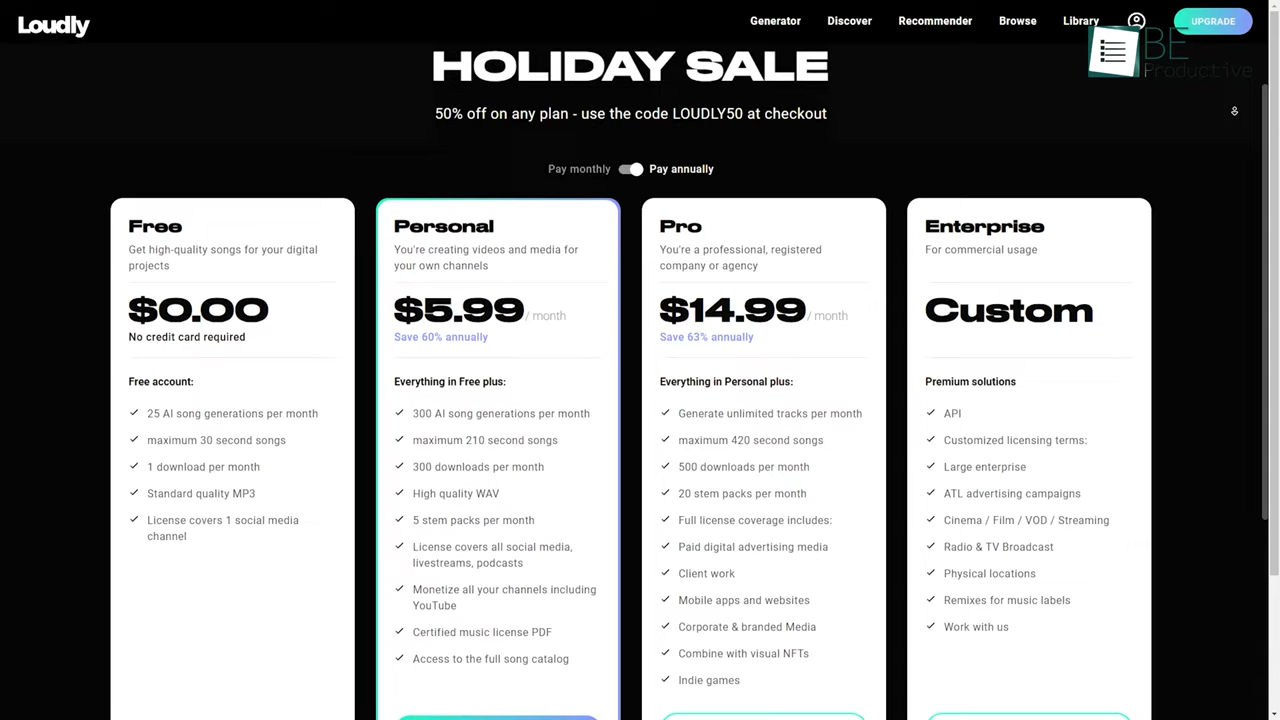 Loudly
Generator
Discover
Recommender
Browse
Library
UPGRADE
BE
Productive
HOLIDAY SALE
50% off on any plan - use the code LOUDLY50 at checkout
Pay monthly
Pay annually
Free
Get high-quality songs for your digital
projects
$0.00
No credit card required
Free account:
25 AI song generations per month
maximum 30 second songs
1 download per month
Standard quality MP3
License covers 1 social media
channel
Personal
You're creating videos and media for
your own channels
$5.99 / month
Save 60% annually
Everything in Free plus:
300 AI song generations per month
maximum 210 second songs
300 downloads per month
High quality WAV
5 stem packs per month
License covers all social media,
livestreams, podcasts
Monetize all your channels including
YouTube
Certified music license PDF
Access to the full song catalog
Pro
You're a professional, registered
company or agency
$14.99 / month
Save 63% annually
Everything in Personal plus:
Generate unlimited tracks per month
maximum 420 second songs
500 downloads per month
20 stem packs per month
Full license coverage includes:
Paid digital advertising media
Client work
Mobile apps and websites
Corporate & branded Media
Combine with visual NFTs
Indie games
Enterprise
For commercial usage
Custom
Premium solutions
API
Customized licensing terms:
Large enterprise
ATL advertising campaigns
Cinema / Film / VOD / Streaming
Radio & TV Broadcast
Physical locations
Remixes for music labels
Work with us